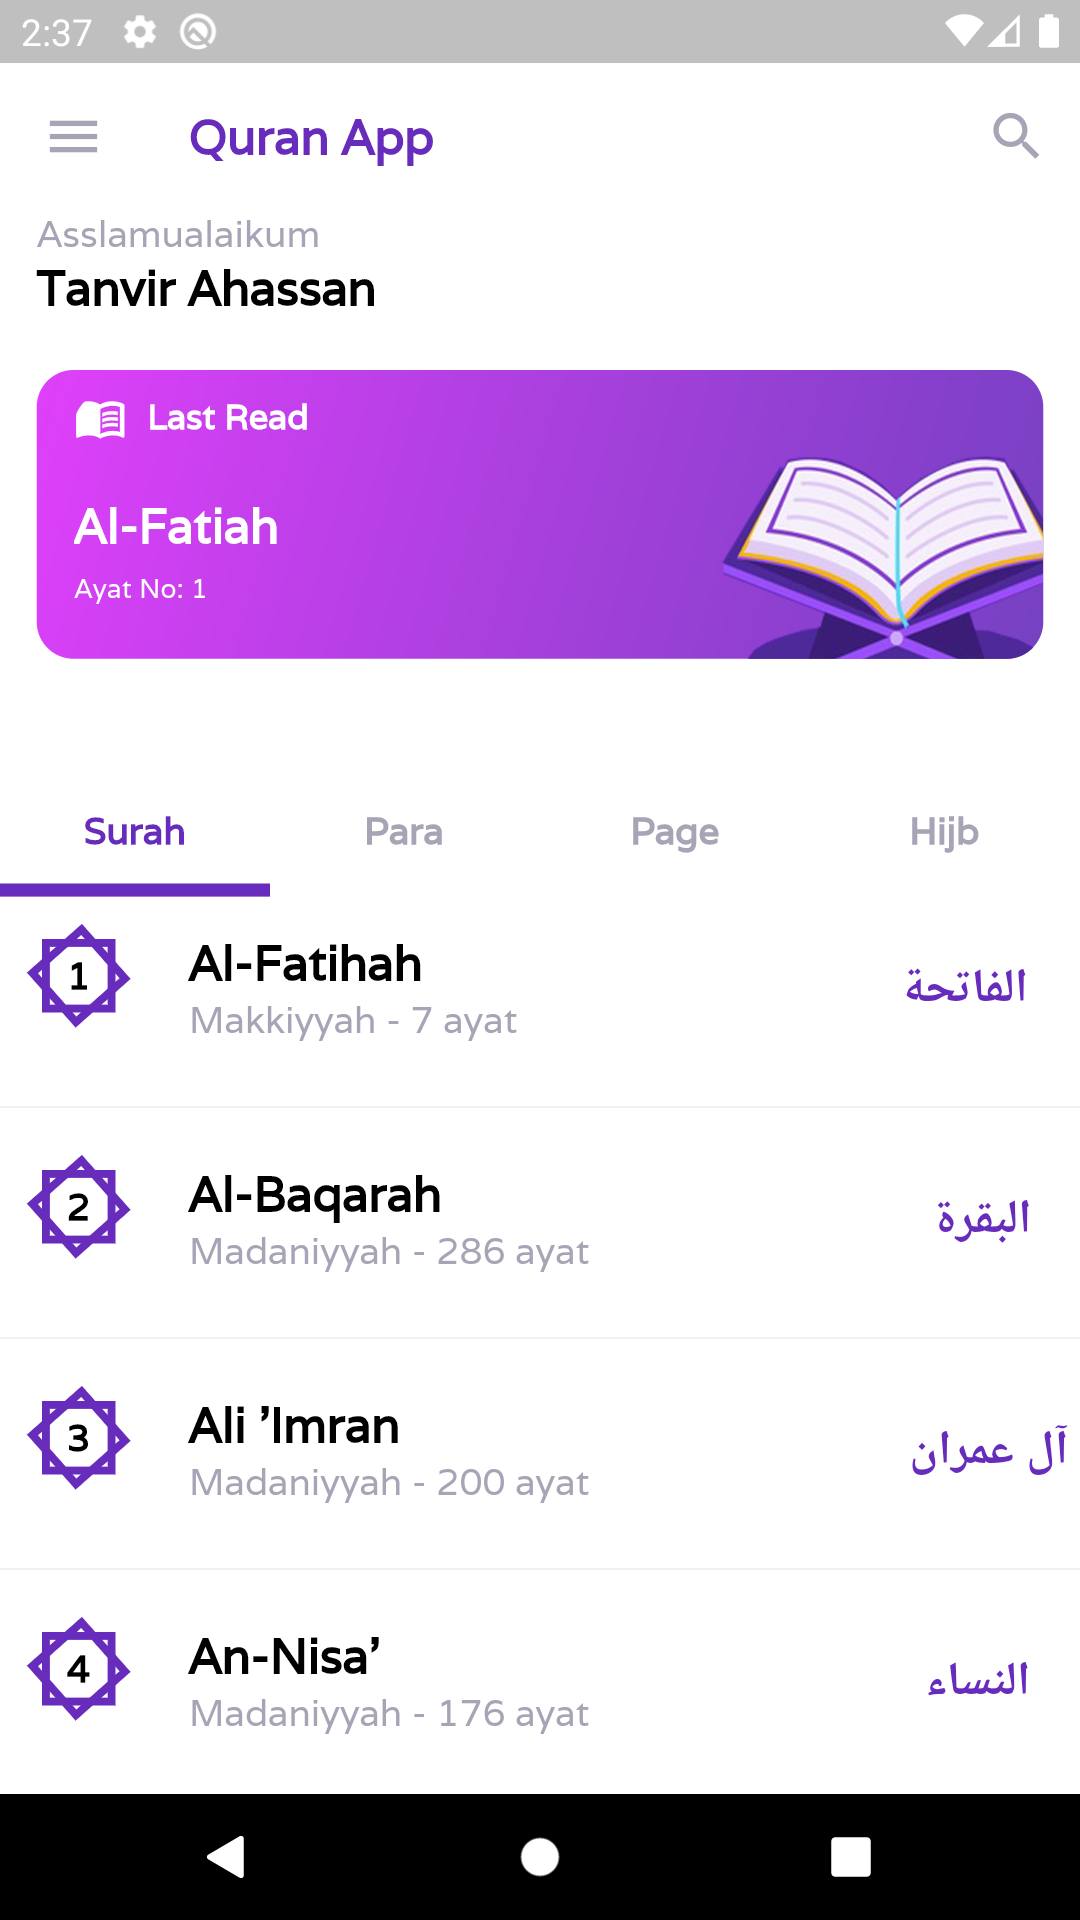 2:37
Quran App
Asslamualaikum
Tanvir Ahassan
Last Read
Al-Fatiah
Ayat No: 1
Surah Para Page Hijb
1 Al-Fatihah الفاتحة
Makkiyyah - 7 ayat
2 Al-Baqarah البقرة
Madaniyyah - 286 ayat
3 Ali ’Imran آل عمران
Madaniyyah - 200 ayat
4 An-Nisa’ النساء
Madaniyyah - 176 ayat